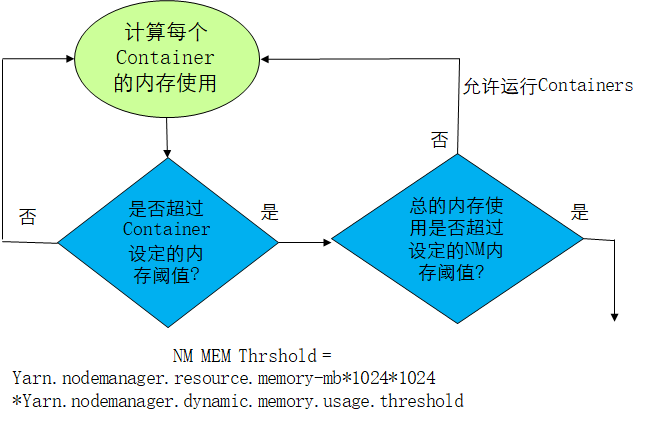 计算每个
Container
的内存使用
允许运行Containers
否
是否超过
Container
设定的内
存阈值?
是
否
总的内存使
用是否超过
设定的NM内
存阈值?
是
NM MEM Thrshold =
Yarn.nodemanager.resource.memory-mb*1024*1024
*Yarn.nodemanager.dynamic.memory.usage.threshold